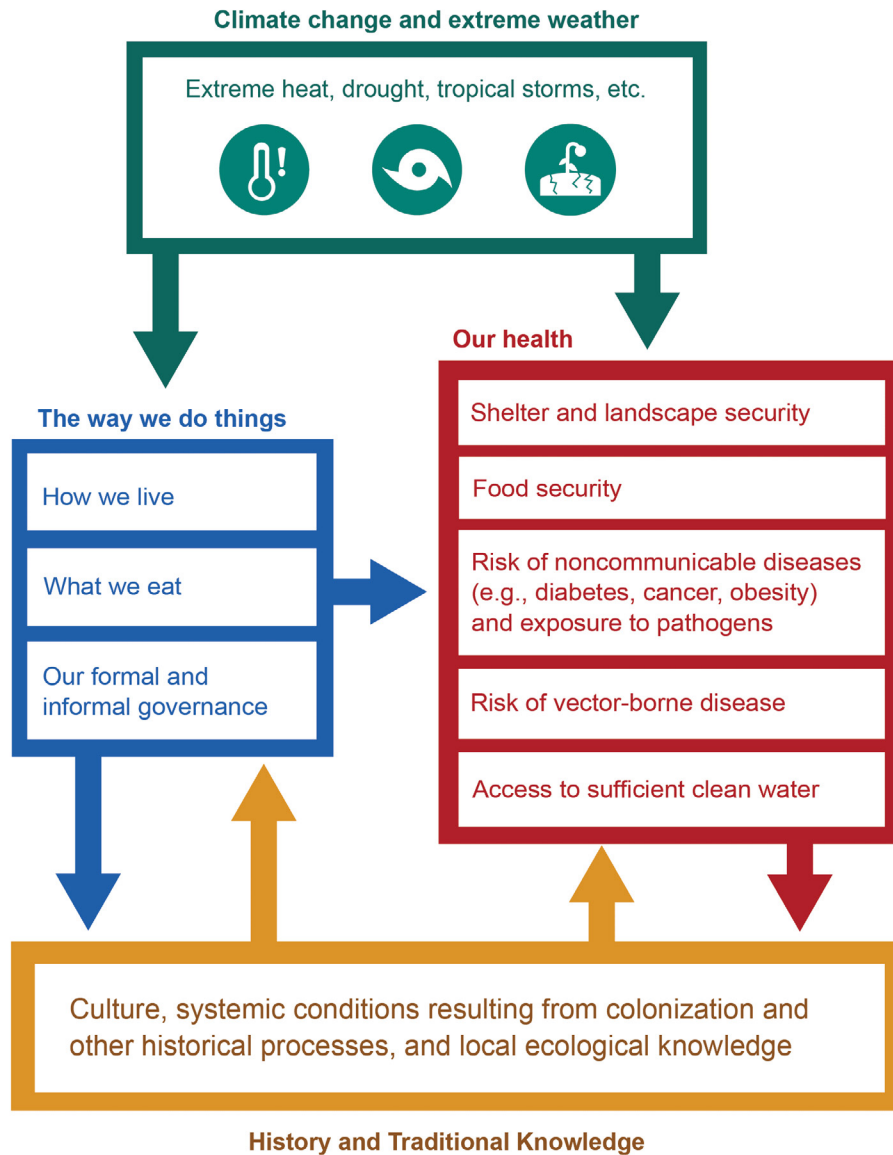 Climate change and extreme weather
Extreme heat, drought, tropical storms, etc.
!
The way we do things
How we live
What we eat
Our formal and
informal governance
Our health
Shelter and landscape security
Food security
Risk of noncommunicable diseases
(e.g., diabetes, cancer, obesity)
and exposure to pathogens
Risk of vector-borne disease
Access to sufficient clean water
Culture, systemic conditions resulting from colonization and
other historical processes, and local ecological knowledge
History and Traditional Knowledge